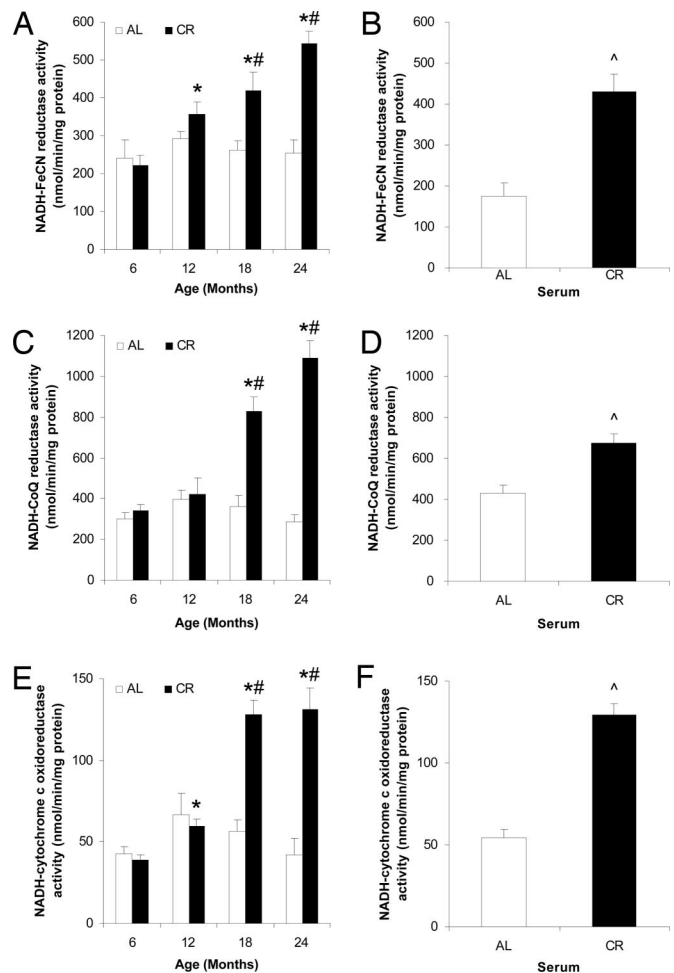 A
NADH-FeCN reductase activity
(nmol/min/mg protein)
600
500
400
300
200
100
0
AL CR
*
*#
*#
6 12 18 24
Age (Months)
B
NADH-FeCN reductase activity
(nmol/min/mg protein)
600
500
400
300
200
100
0
^
AL CR
Serum
C
NADH-CoQ reductase activity
(nmol/min/mg protein)
1200
1000
800
600
400
200
0
AL CR
*#
*#
6 12 18 24
Age (Months)
D
NADH-CoQ reductase activity
(nmol/min/mg protein)
1200
1000
800
600
400
200
0
^
AL CR
Serum
E
NADH-cytochrome c oxidoreductase
activity (nmol/min/mg protein)
150
100
50
0
AL CR
*
*#
*#
6 12 18 24
Age (Months)
F
NADH-cytochrome c oxidoreductase
activity (nmol/min/mg protein)
150
100
50
0
^
AL CR
Serum